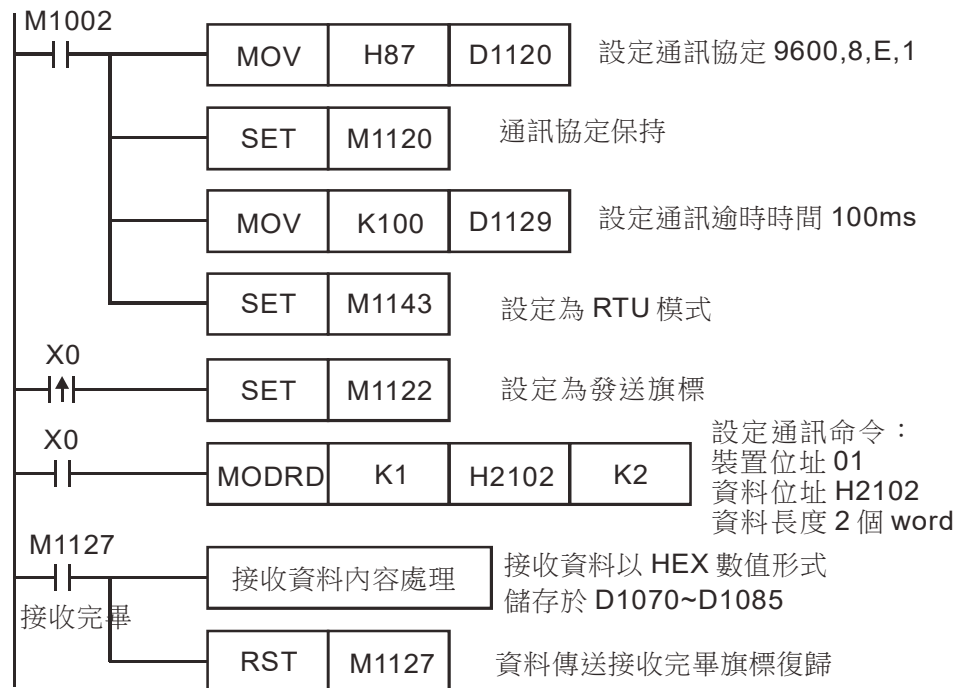 M1002
MOV H87 D1120 設定通訊協定 9600,8,E,1
SET M1120 通訊協定保持
MOV K100 D1129 設定通訊逾時時間 100ms
SET M1143 設定為 RTU 模式
X0
SET M1122 設定為發送旗標
X0
MODRD K1 H2102 K2
設定通訊命令：
裝置位址 01
資料位址 H2102
資料長度 2 個 word
M1127
接收完畢
接收資料內容處理
接收資料以 HEX 數值形式
儲存於 D1070~D1085
RST M1127 資料傳送接收完畢旗標復歸